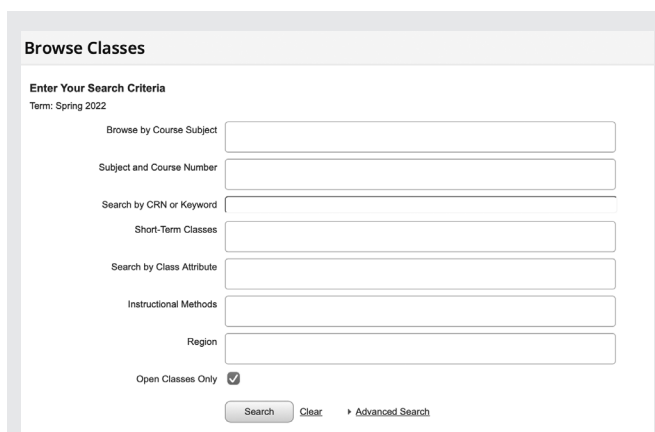 Browse Classes
Enter Your Search Criteria
Term: Spring 2022
Browse by Course Subject
Subject and Course Number
Search by CRN or Keyword
Short-Term Classes
Search by Class Attribute
Instructional Methods
Region
Open Classes Only
Search Clear Advanced Search